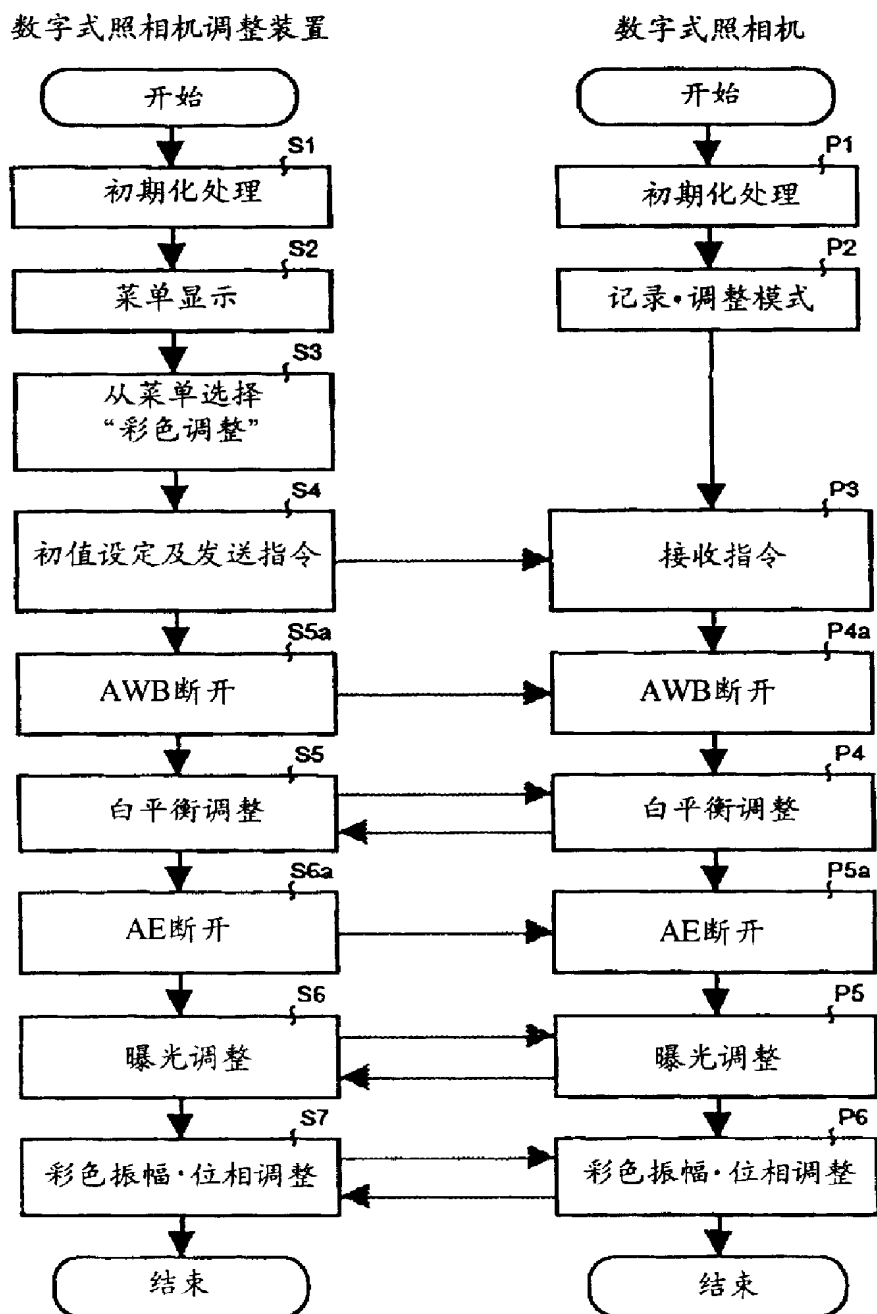 数字式照相机调整装置
数字式照相机
开始
开始
S1
P1
初期化处理
初期化处理
S2
P2
菜单显示
记录·调整模式
S3
从菜单选择
“彩色调整”
S4
P3
初值设定及发送指令
接收指令
S5a
P4a
AWB断开
AWB断开
S5
P4
白平衡调整
白平衡调整
S6a
P5a
AE断开
AE断开
S6
P5
曝光调整
曝光调整
S7
P6
彩色振幅·位相调整
彩色振幅·位相调整
结束
结束